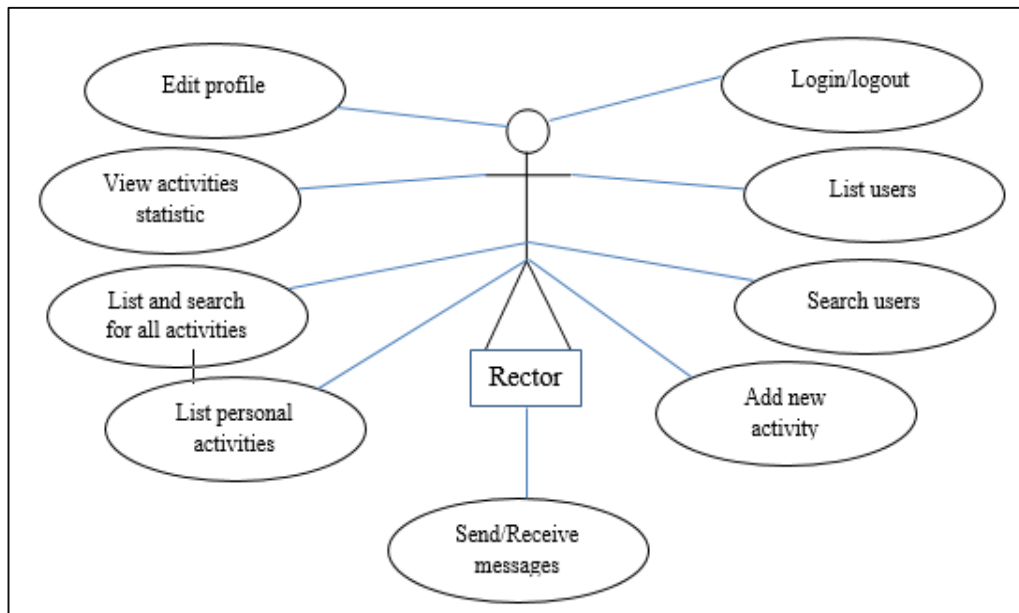 Edit profile
Login/logout
View activities
statistic
List users
List and search
for all activities
Search users
Rector
List personal
activities
Add new
activity
Send/Receive
messages